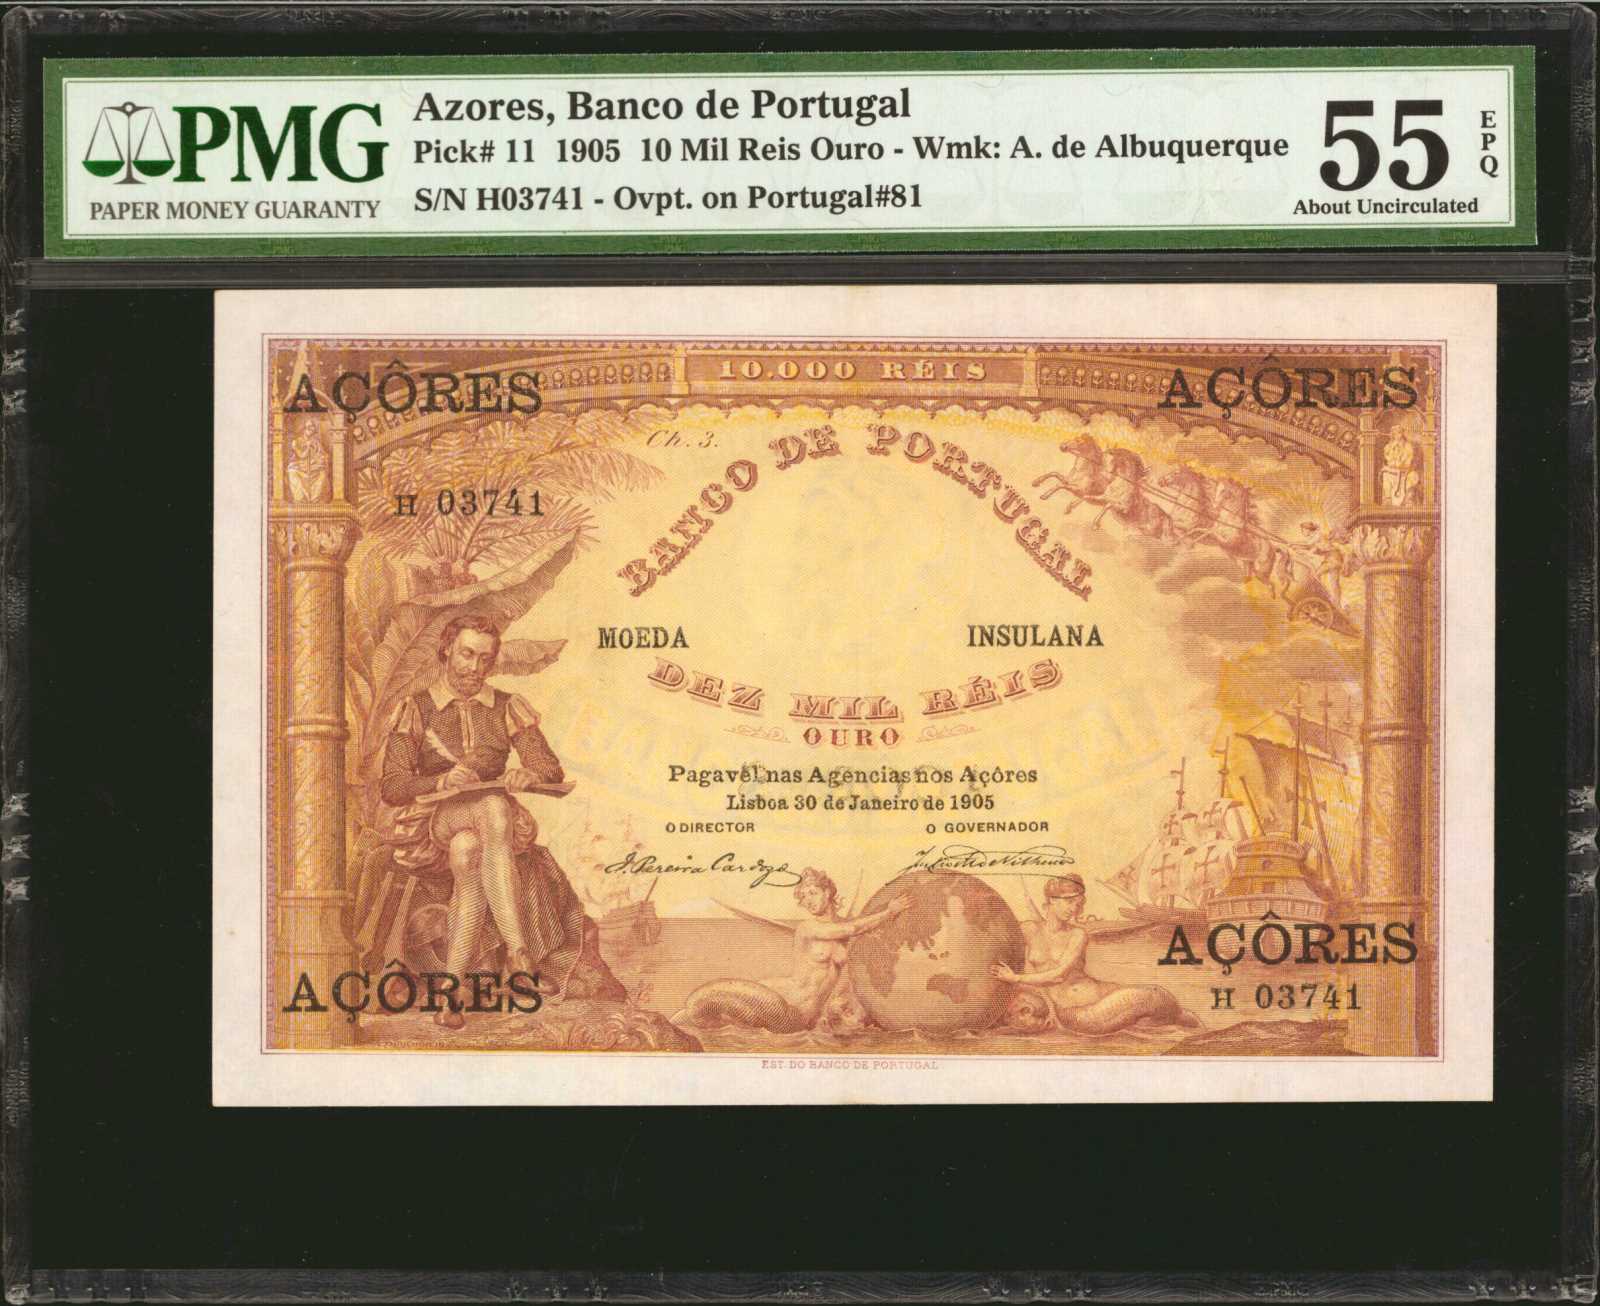 PMG
PAPER MONEY GUARANTY
Azores, Banco de Portugal
Pick# 11 1905 10 Mil Reis Ouro - Wmk: A. de Albuquerque
S/N H03741 - Ovpt. on Portugal#81
55
EPQ
About Uncirculated
10.000 RÉIS
AÇÔRES
AÇÔRES
Ch. 3.
BANCO DE PORTUGAL
H 03741
MOEDA INSULANA
DEZ MIL RÉIS
OURO
Pagavel nas Agencias nos Açôres
Lisboa 30 de Janeiro de 1905
O DIRECTOR
O GOVERNADOR
J. Pereira Cardozo
AÇÔRES
AÇÔRES
H 03741
EST. DO BANCO DE PORTUGAL